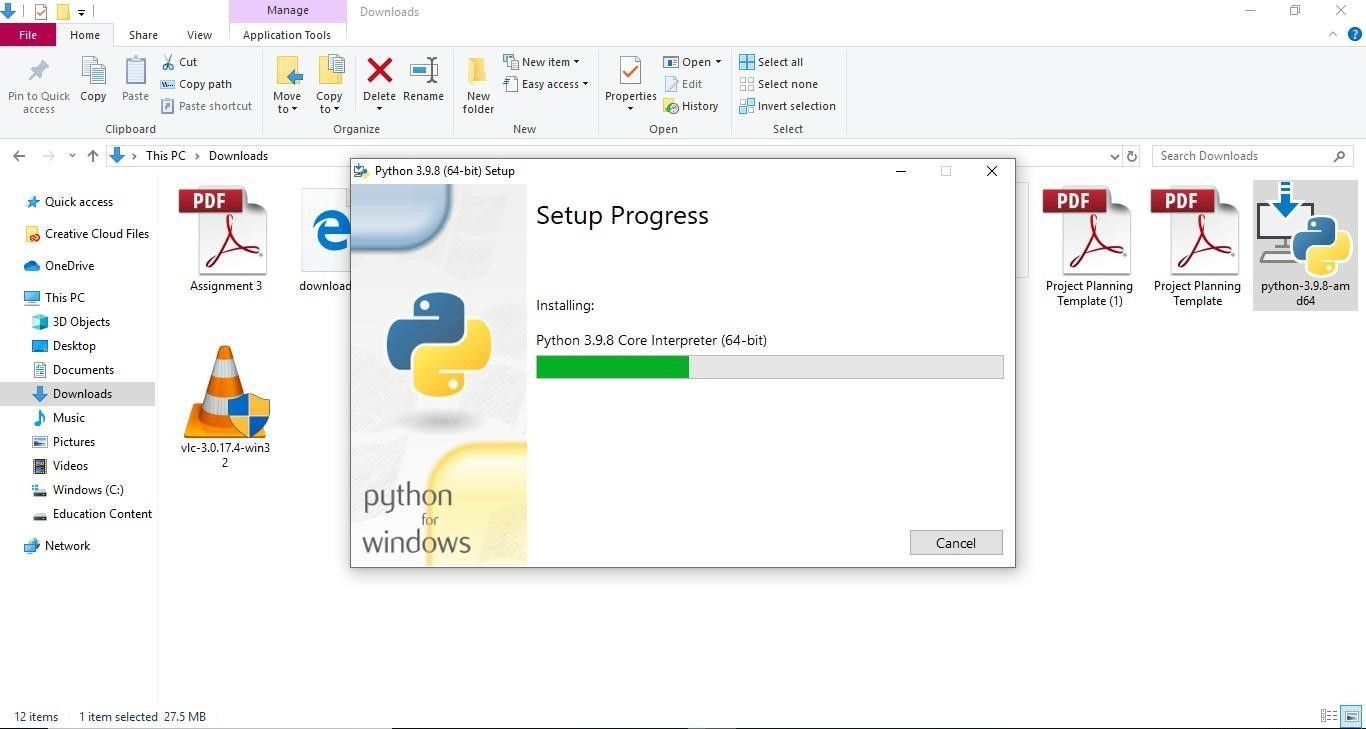 Manage
Downloads
File
Home
Share
View
Application Tools
Pin to Quick
access
Copy
Paste
Cut
Copy path
Paste shortcut
Clipboard
Move
to
Copy
to
Delete
Rename
Organize
New
folder
New item
Easy access
New
Properties
Open
Edit
History
Open
Select all
Select none
Invert selection
Select
This PC > Downloads
Search Downloads
Quick access
Creative Cloud Files
OneDrive
This PC
3D Objects
Desktop
Documents
Downloads
Music
Pictures
Videos
Windows (C:)
Education Content
Network
PDF
Assignment 3
download
PDF
Project Planning
Template (1)
PDF
Project Planning
Template
python-3.9.8-am
d64
vlc-3.0.17.4-win3
2
Python 3.9.8 (64-bit) Setup
Setup Progress
Installing:
Python 3.9.8 Core Interpreter (64-bit)
python
for
windows
Cancel
12 items
1 item selected 27.5 MB